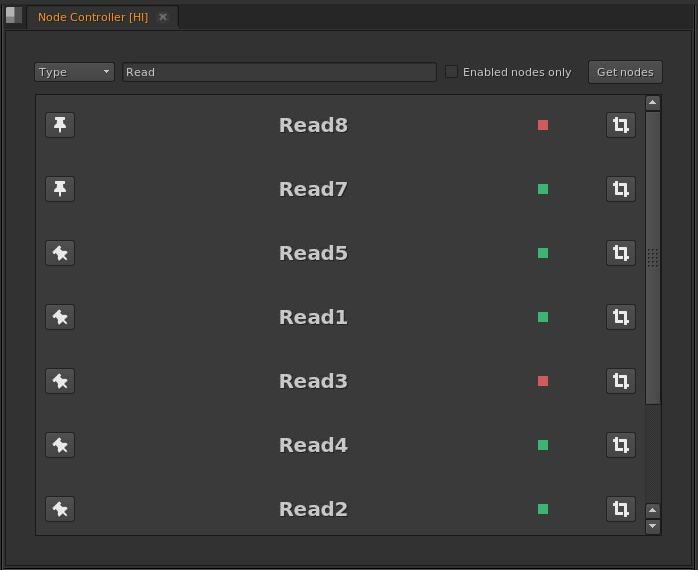 Node Controller [HI]
Type Read Enabled nodes only Get nodes
Read8
Read7
Read5
Read1
Read3
Read4
Read2